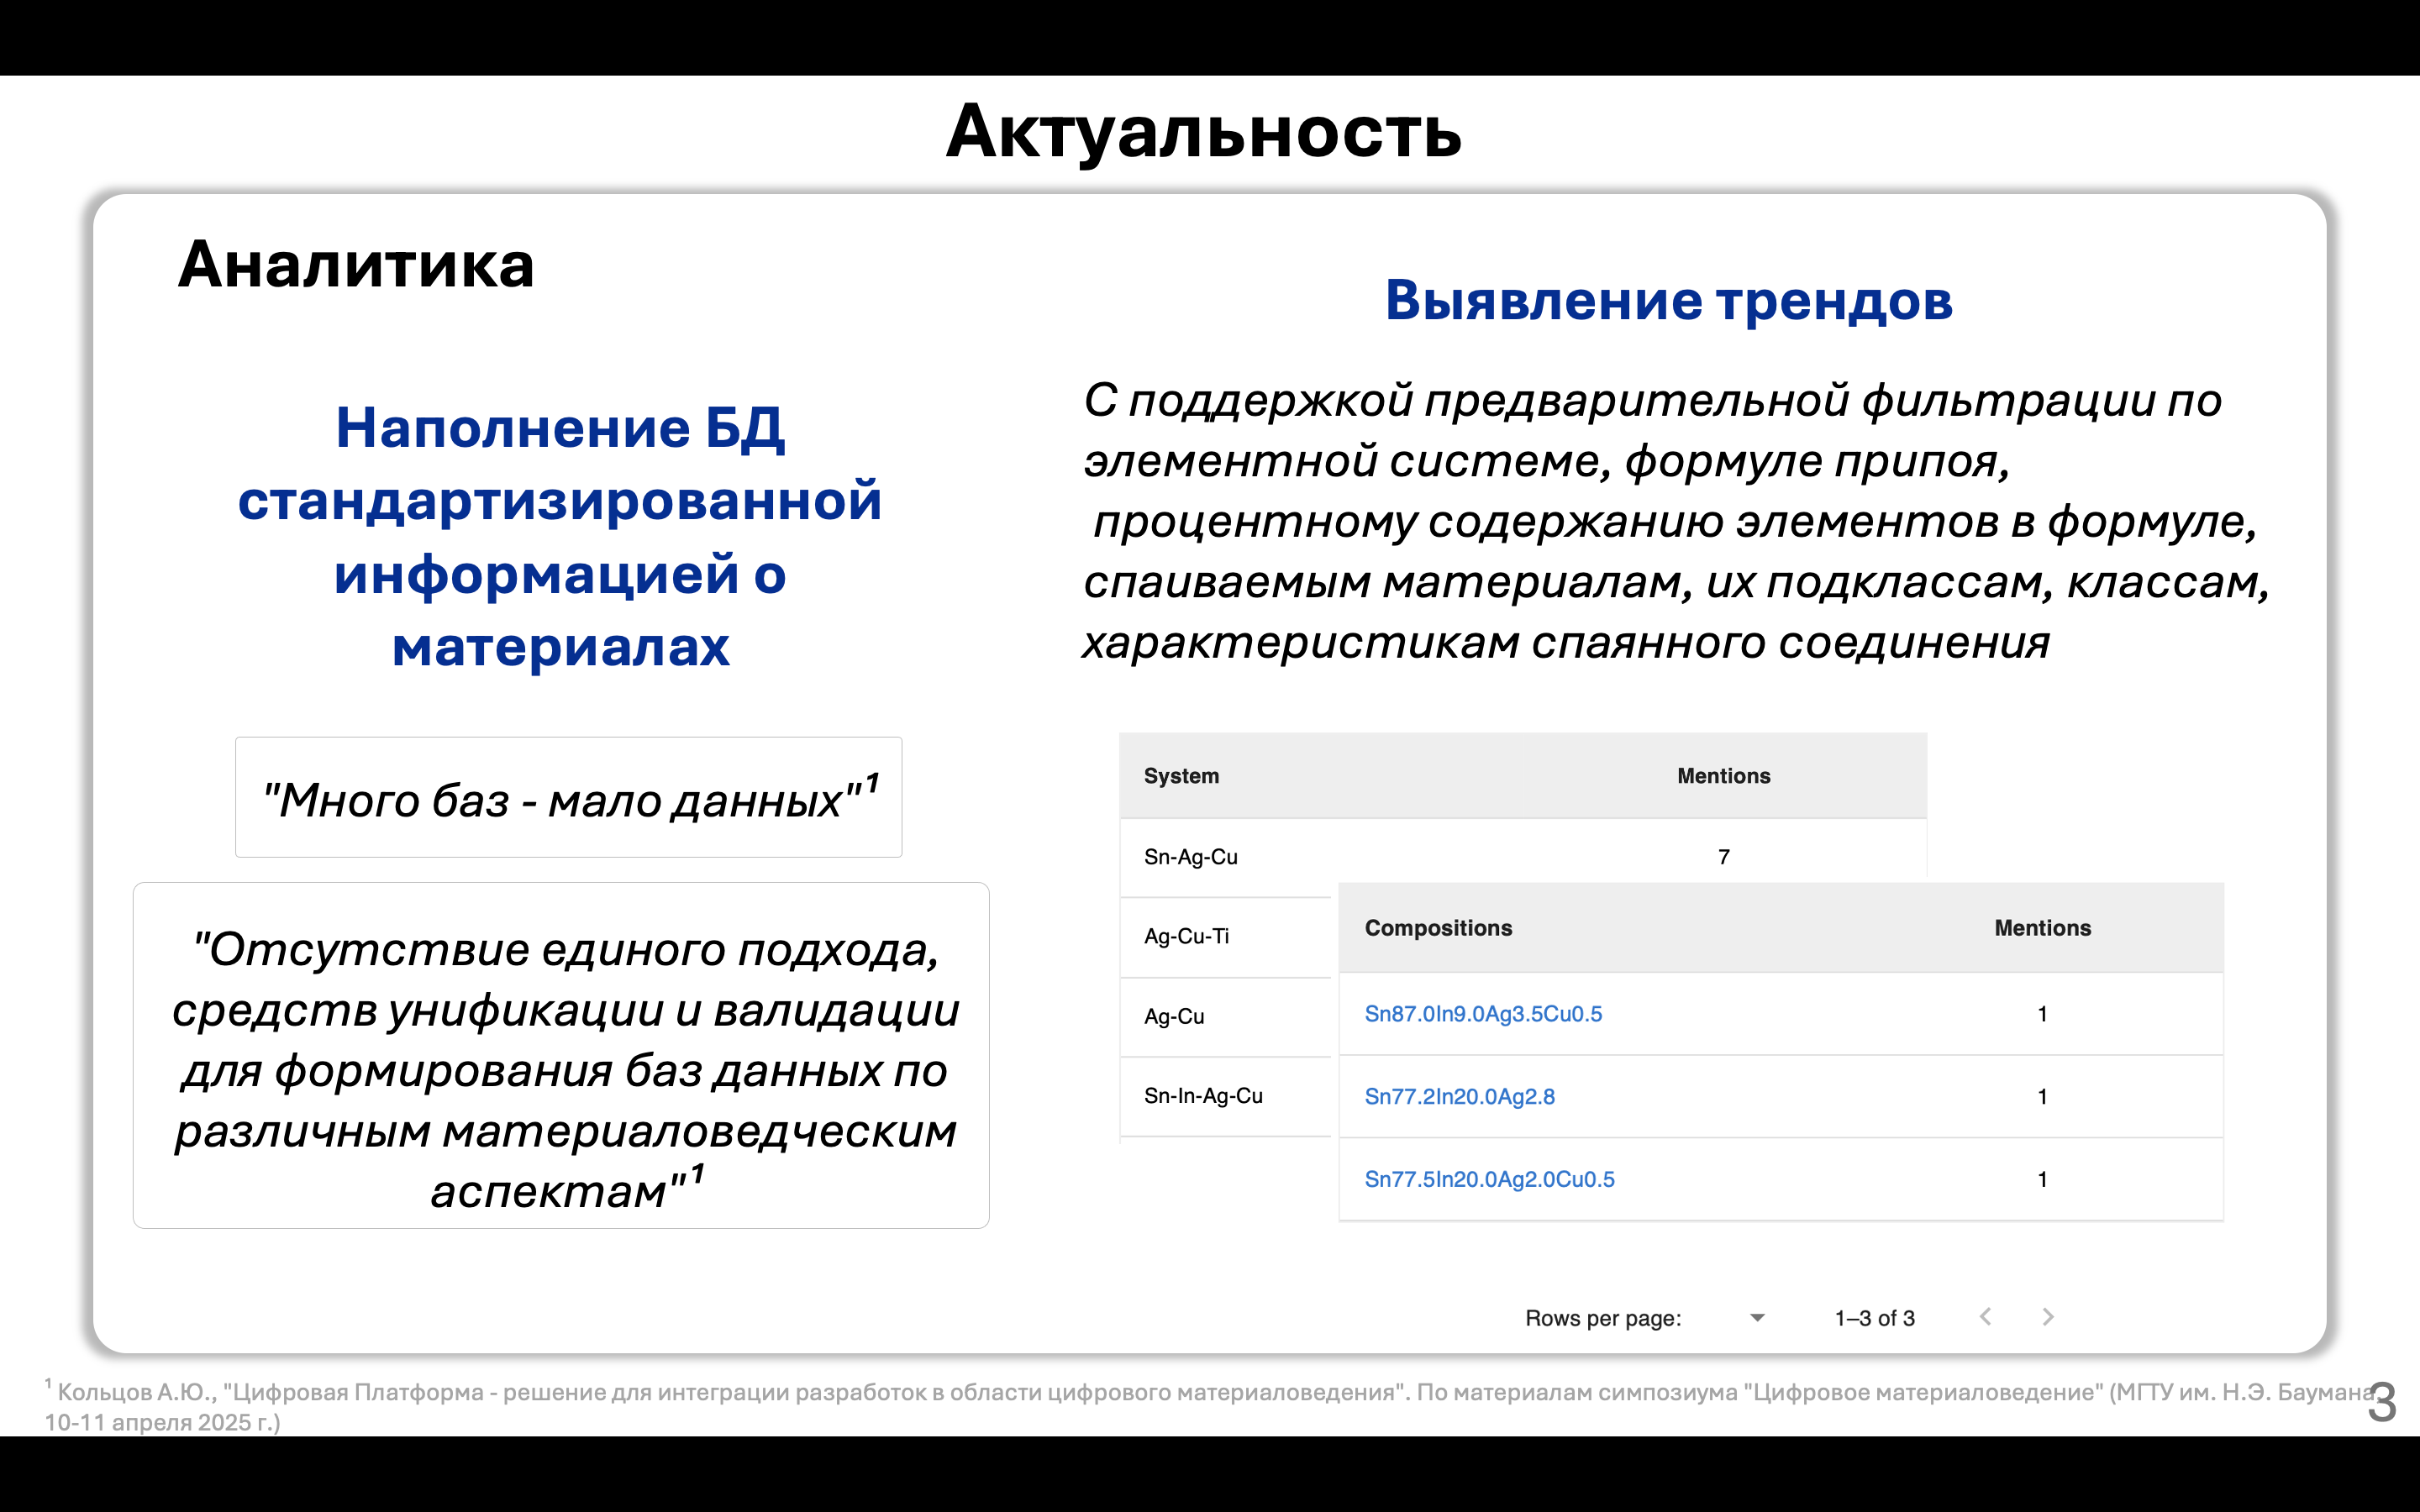 Актуальность
Аналитика
Наполнение БД
стандартизированной
информацией о
материалах
"Много баз - мало данных"¹
"Отсутствие единого подхода,
средств унификации и валидации
для формирования баз данных по
различным материаловедческим
аспектам"¹
Выявление трендов
С поддержкой предварительной фильтрации по
элементной системе, формуле припоя,
процентному содержанию элементов в формуле,
спаиваемым материалам, их подклассам, классам,
характеристикам спаянного соединения
System Mentions
Sn-Ag-Cu 7
Ag-Cu-Ti
Ag-Cu
Sn-In-Ag-Cu
Compositions Mentions
Sn87.0In9.0Ag3.5Cu0.5 1
Sn77.2In20.0Ag2.8 1
Sn77.5In20.0Ag2.0Cu0.5 1
Rows per page: 1–3 of 3
¹ Кольцов А.Ю., "Цифровая Платформа - решение для интеграции разработок в области цифрового материаловедения". По материалам симпозиума "Цифровое материаловедение" (МГТУ им. Н.Э. Баумана,
10-11 апреля 2025 г.)
3